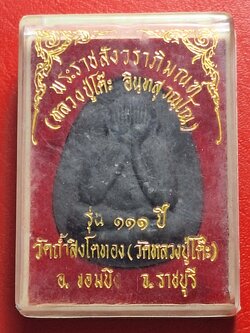 พระราชสังวราภิมณฑ์
(หลวงปู่โต๊ะ อินทสุวณฺโณ)
รุ่น ๑๑๑ ปี
วัดถ้ำสิงโตทอง(วัดหลวงปู่โต๊ะ)
อ. จอมบึง จ. ราชบุรี